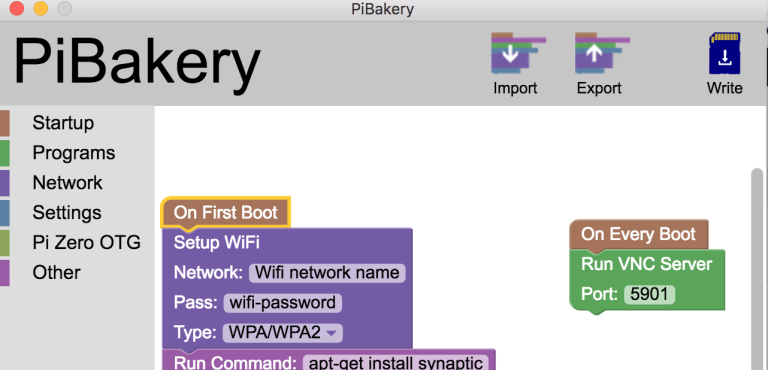 PiBakery
PiBakery
Import
Export
Write
Startup
Programs
Network
Settings
Pi Zero OTG
Other
On First Boot
Setup WiFi
Network: Wifi network name
Pass: wifi-password
Type: WPA/WPA2
Run Command: apt-get install synaptic
On Every Boot
Run VNC Server
Port: 5901